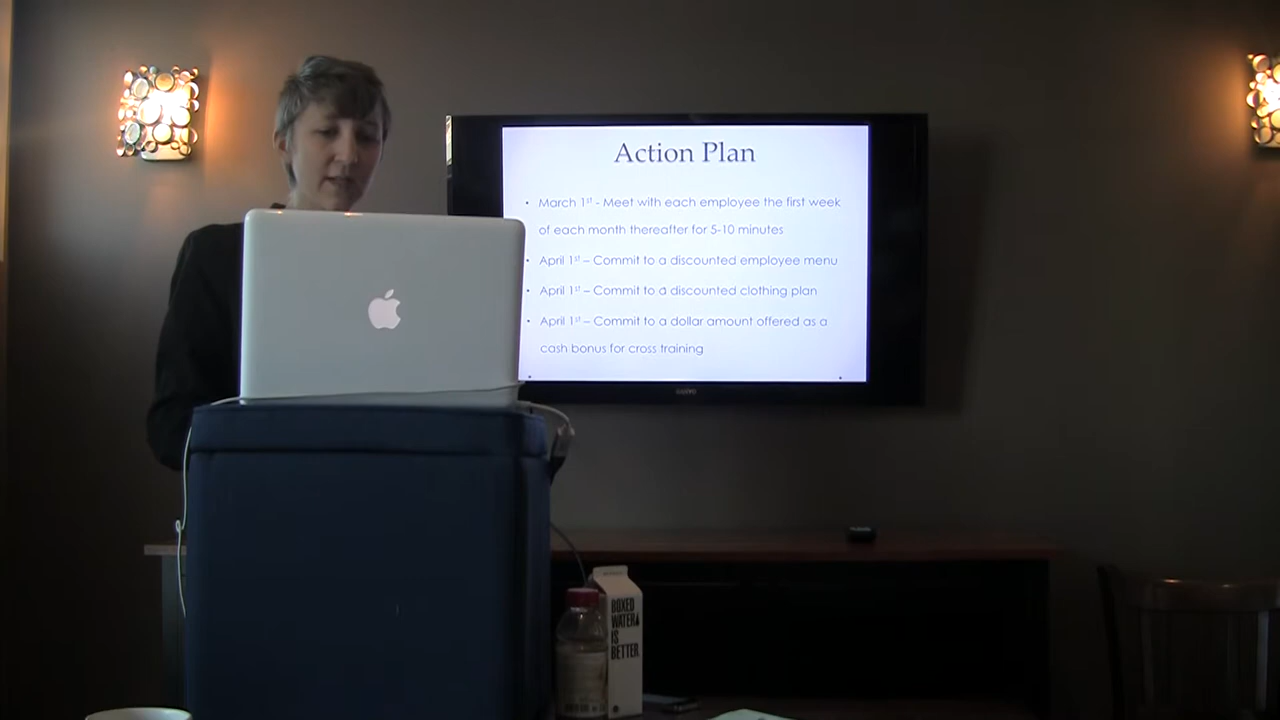 Action Plan
• March 1st - Meet with each employee the first week
of each month thereafter for 5-10 minutes
• April 1st – Commit to a discounted employee menu
• April 1st – Commit to a discounted clothing plan
• April 1st – Commit to a dollar amount offered as a
cash bonus for cross training
SANYO
BOXED
WATER
IS
BETTER.